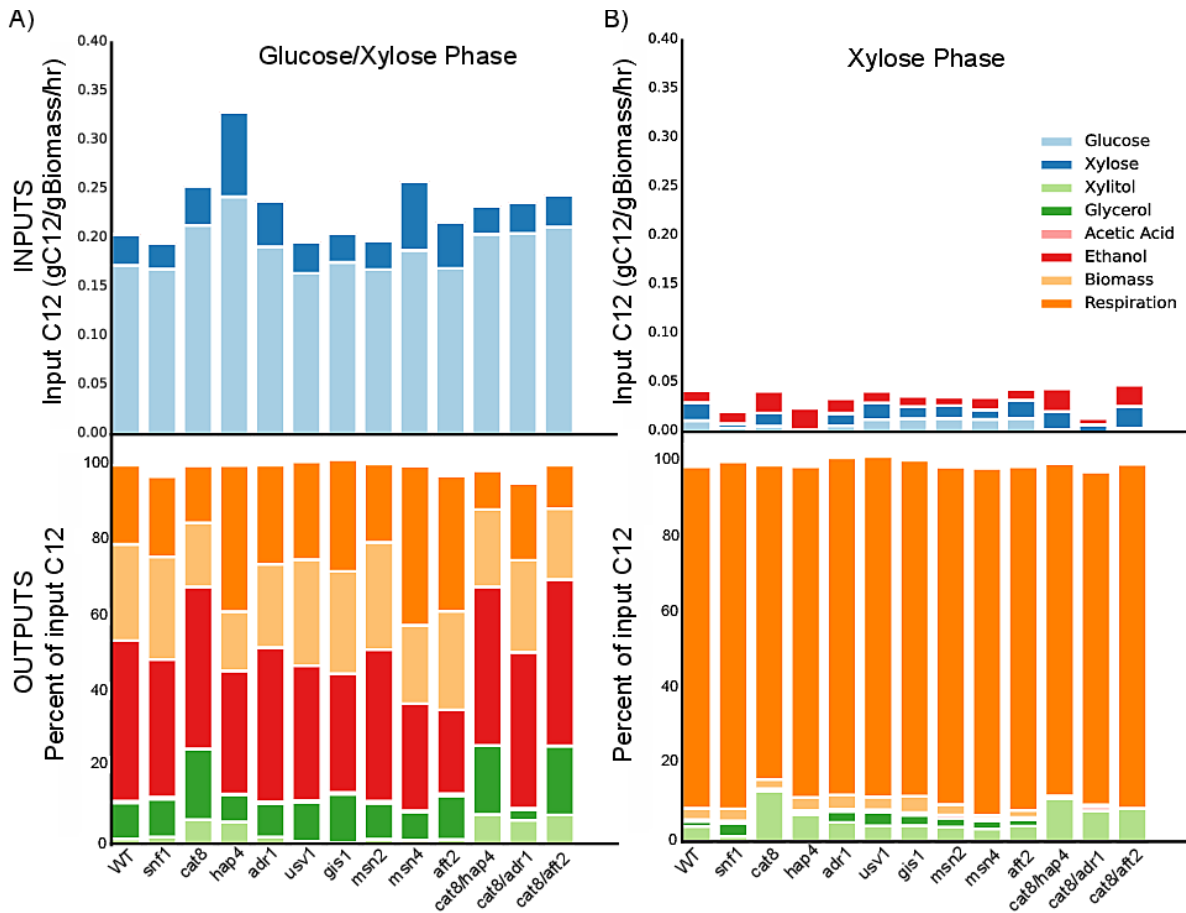 A)
Glucose/Xylose Phase
INPUTS
Input C12 (gC12/gBiomass/hr)
0.40
0.35
0.30
0.25
0.20
0.15
0.10
0.05
0.00
OUTPUTS
Percent of input C12
100
80
60
40
20
0
WT
snf1
cat8
hap4
adr1
usv1
gis1
msn2
msn4
aft2
cat8/hap4
cat8/adr1
cat8/aft2
B)
Xylose Phase
Input C12 (gC12/gBiomass/hr)
0.40
0.35
0.30
0.25
0.20
0.15
0.10
0.05
0.00
Glucose
Xylose
Xylitol
Glycerol
Acetic Acid
Ethanol
Biomass
Respiration
Percent of input C12
100
80
60
40
20
0
WT
snf1
cat8
hap4
adr1
usv1
gis1
msn2
msn4
aft2
cat8/hap4
cat8/adr1
cat8/aft2